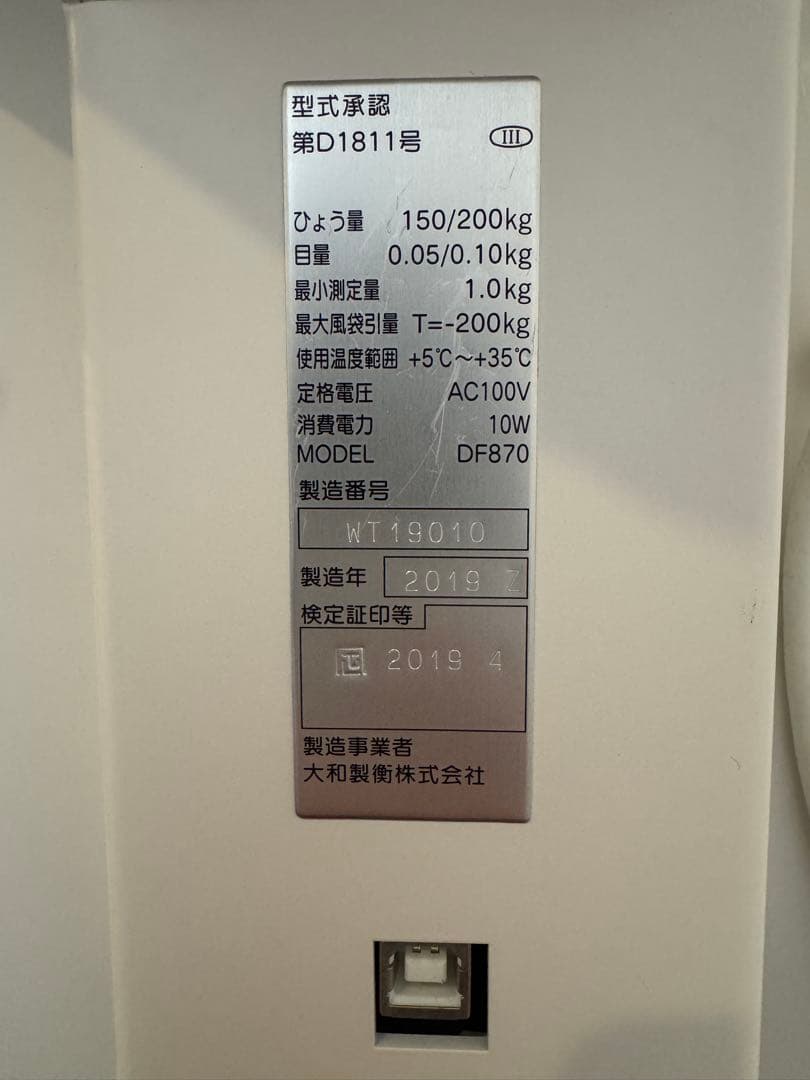 型式承認
第D1811号 III
ひょう量 150/200kg
目量 0.05/0.10kg
最小測定量 1.0kg
最大風袋引量 T=-200kg
使用温度範囲 +5℃～+35℃
定格電圧 AC100V
消費電力 10W
MODEL DF870
製造番号
WT19010
製造年 2019 Z
検定証印等
2019 4
製造事業者
大和製衡株式会社